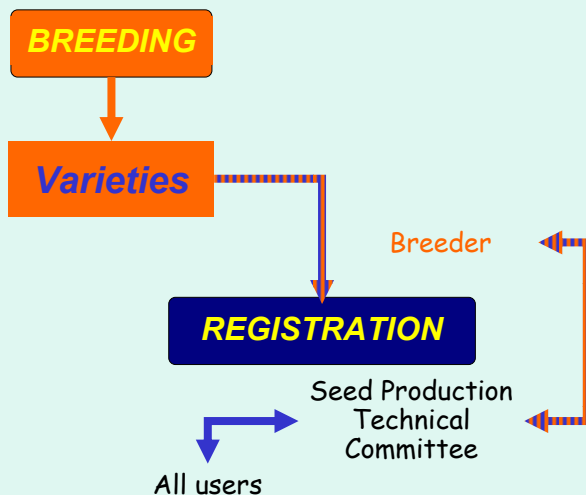 BREEDING
Varieties
Breeder
REGISTRATION
Seed Production
Technical
Committee
All users